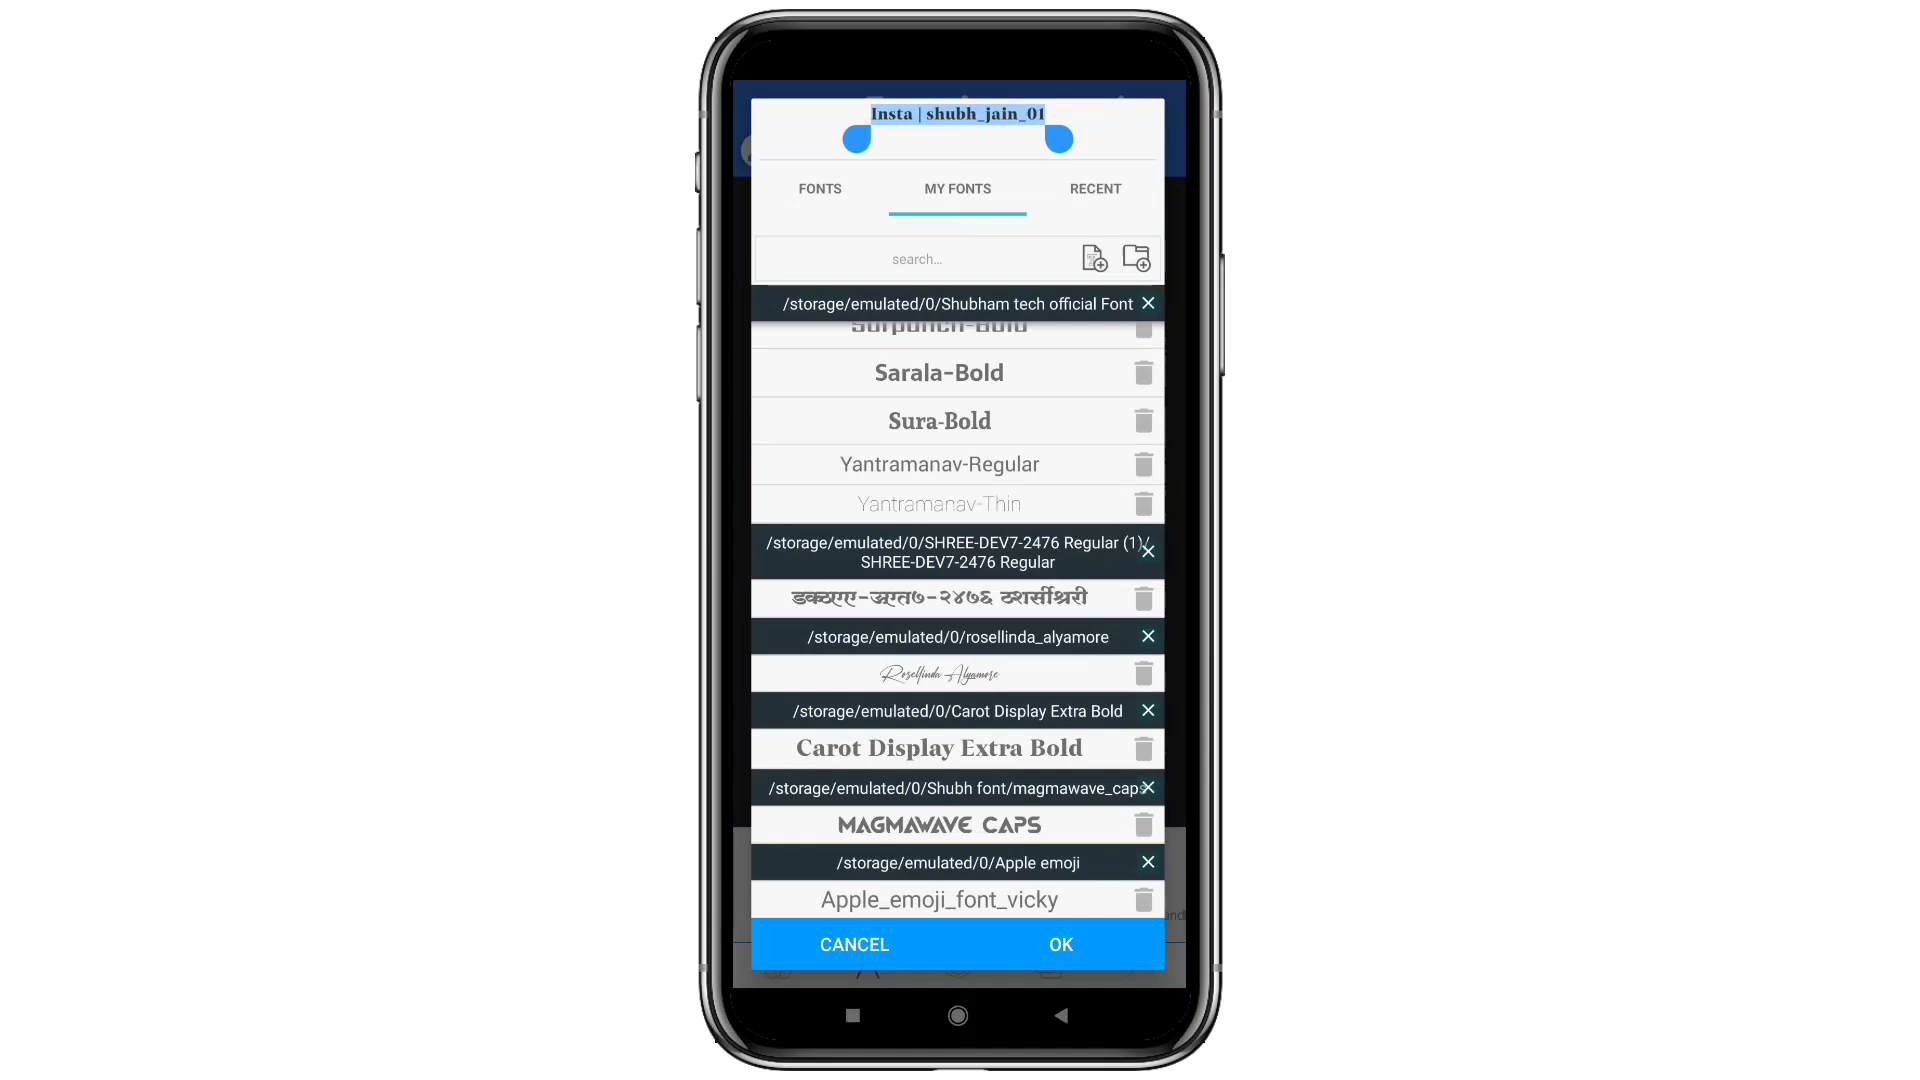 Insta | shubh_jain_01
FONTS
MY FONTS
RECENT
search...
/storage/emulated/0/Shubham tech official Font
Sarala-Bold
Sura-Bold
Yantramanav-Regular
Yantramanav-Thin
/storage/emulated/0/SHREE-DEV7-2476 Regular (1)/
SHREE-DEV7-2476 Regular
/storage/emulated/0/rosellinda_alyamore
Rosellinda Alyamore
/storage/emulated/0/Carot Display Extra Bold
Carot Display Extra Bold
/storage/emulated/0/Shubh font/magmawave_caps
MAGMAWAVE CAPS
/storage/emulated/0/Apple emoji
Apple_emoji_font_vicky
CANCEL
OK